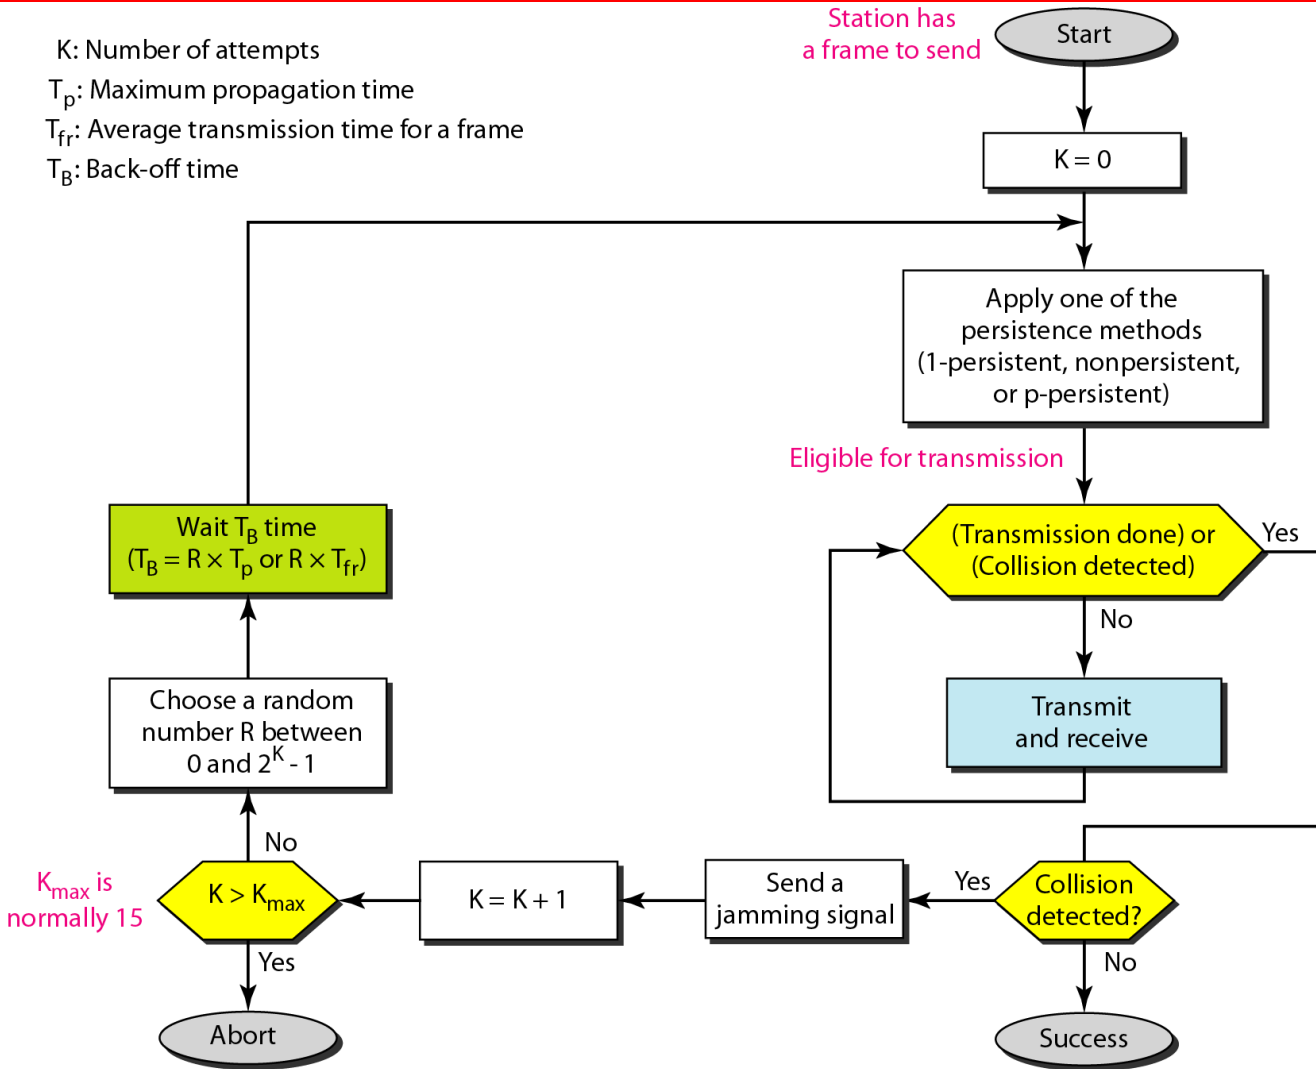 Station has
a frame to send
Start
K: Number of attempts
Tp: Maximum propagation time
Tfr: Average transmission time for a frame
TB: Back-off time
K = 0
Apply one of the
persistence methods
(1-persistent, nonpersistent,
or p-persistent)
Eligible for transmission
(Transmission done) or
(Collision detected)
Yes
No
Transmit
and receive
Wait TB time
(TB = R × Tp or R × Tfr)
Choose a random
number R between
0 and 2^K - 1
No
Kmax is
normally 15
K > Kmax
K = K + 1
Send a
jamming signal
Yes
Collision
detected?
Yes
No
Abort
Success